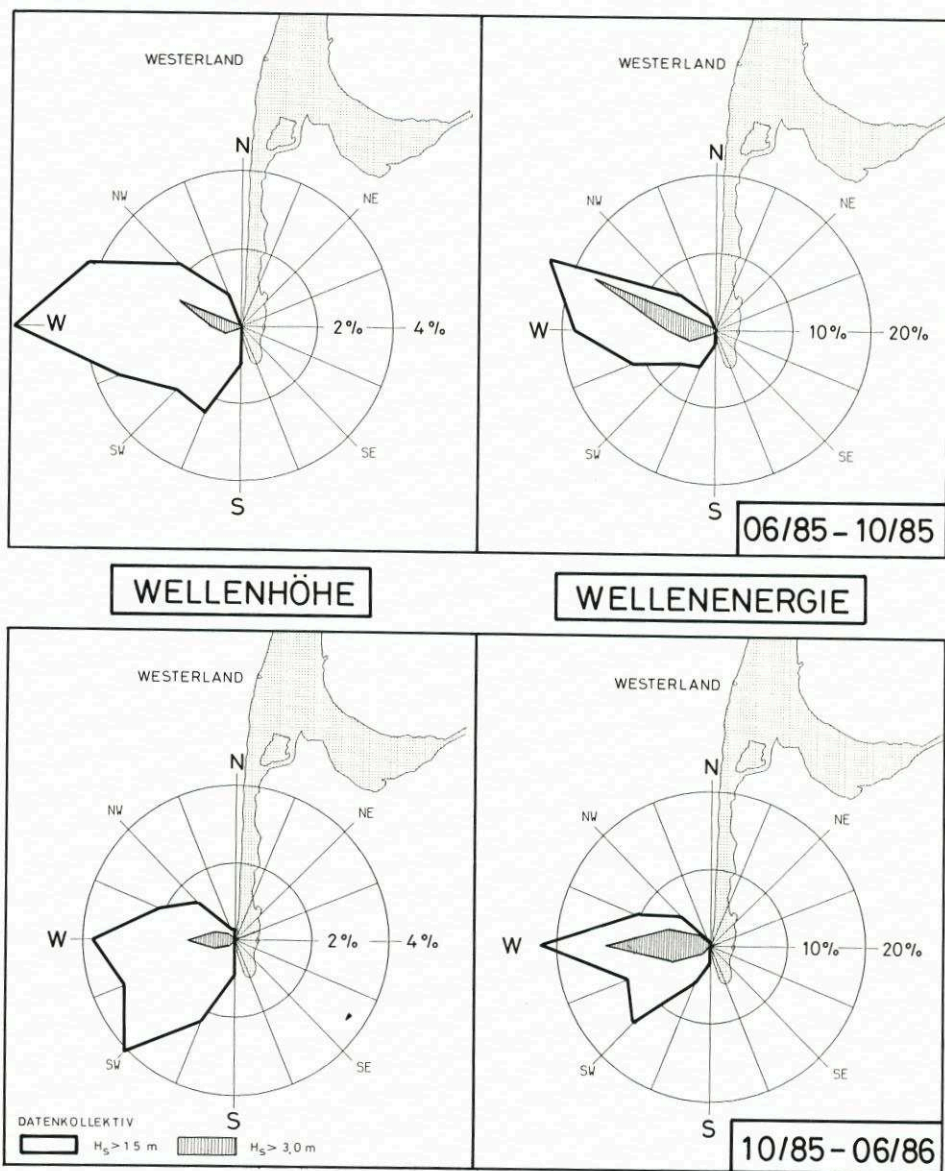 WESTERLAND
N
NW
NE
W
2% 4%
SW
SE
S
WESTERLAND
N
NW
NE
W
10% 20%
SW
SE
S
06/85 – 10/85
WELLENHÖHE
WELLENENERGIE
WESTERLAND
N
NW
NE
W
2% 4%
SW
SE
S
DATENKOLLEKTIV
Hs > 1.5 m Hs > 3,0 m
WESTERLAND
N
NW
NE
W
10% 20%
SW
SE
S
10/85 – 06/86